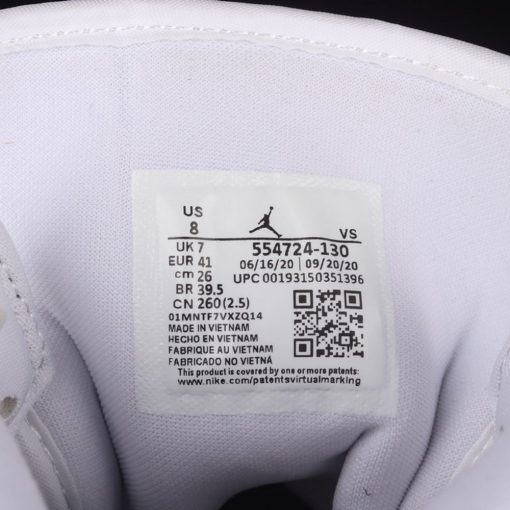 US
8
VS
UK 7
554724-130
EUR 41
06/16/20 | 09/20/20
cm 26
UPC 00193150351396
BR 39.5
CN 260(2.5)
01MNTF7VXZQ14
MADE IN VIETNAM
HECHO EN VIETNAM
FABRIQUE AU VIETNAM
FABRICADO NO VIETNÃ
This product is covered by one or more patents:
www.nike.com/patentsvirtualmarking